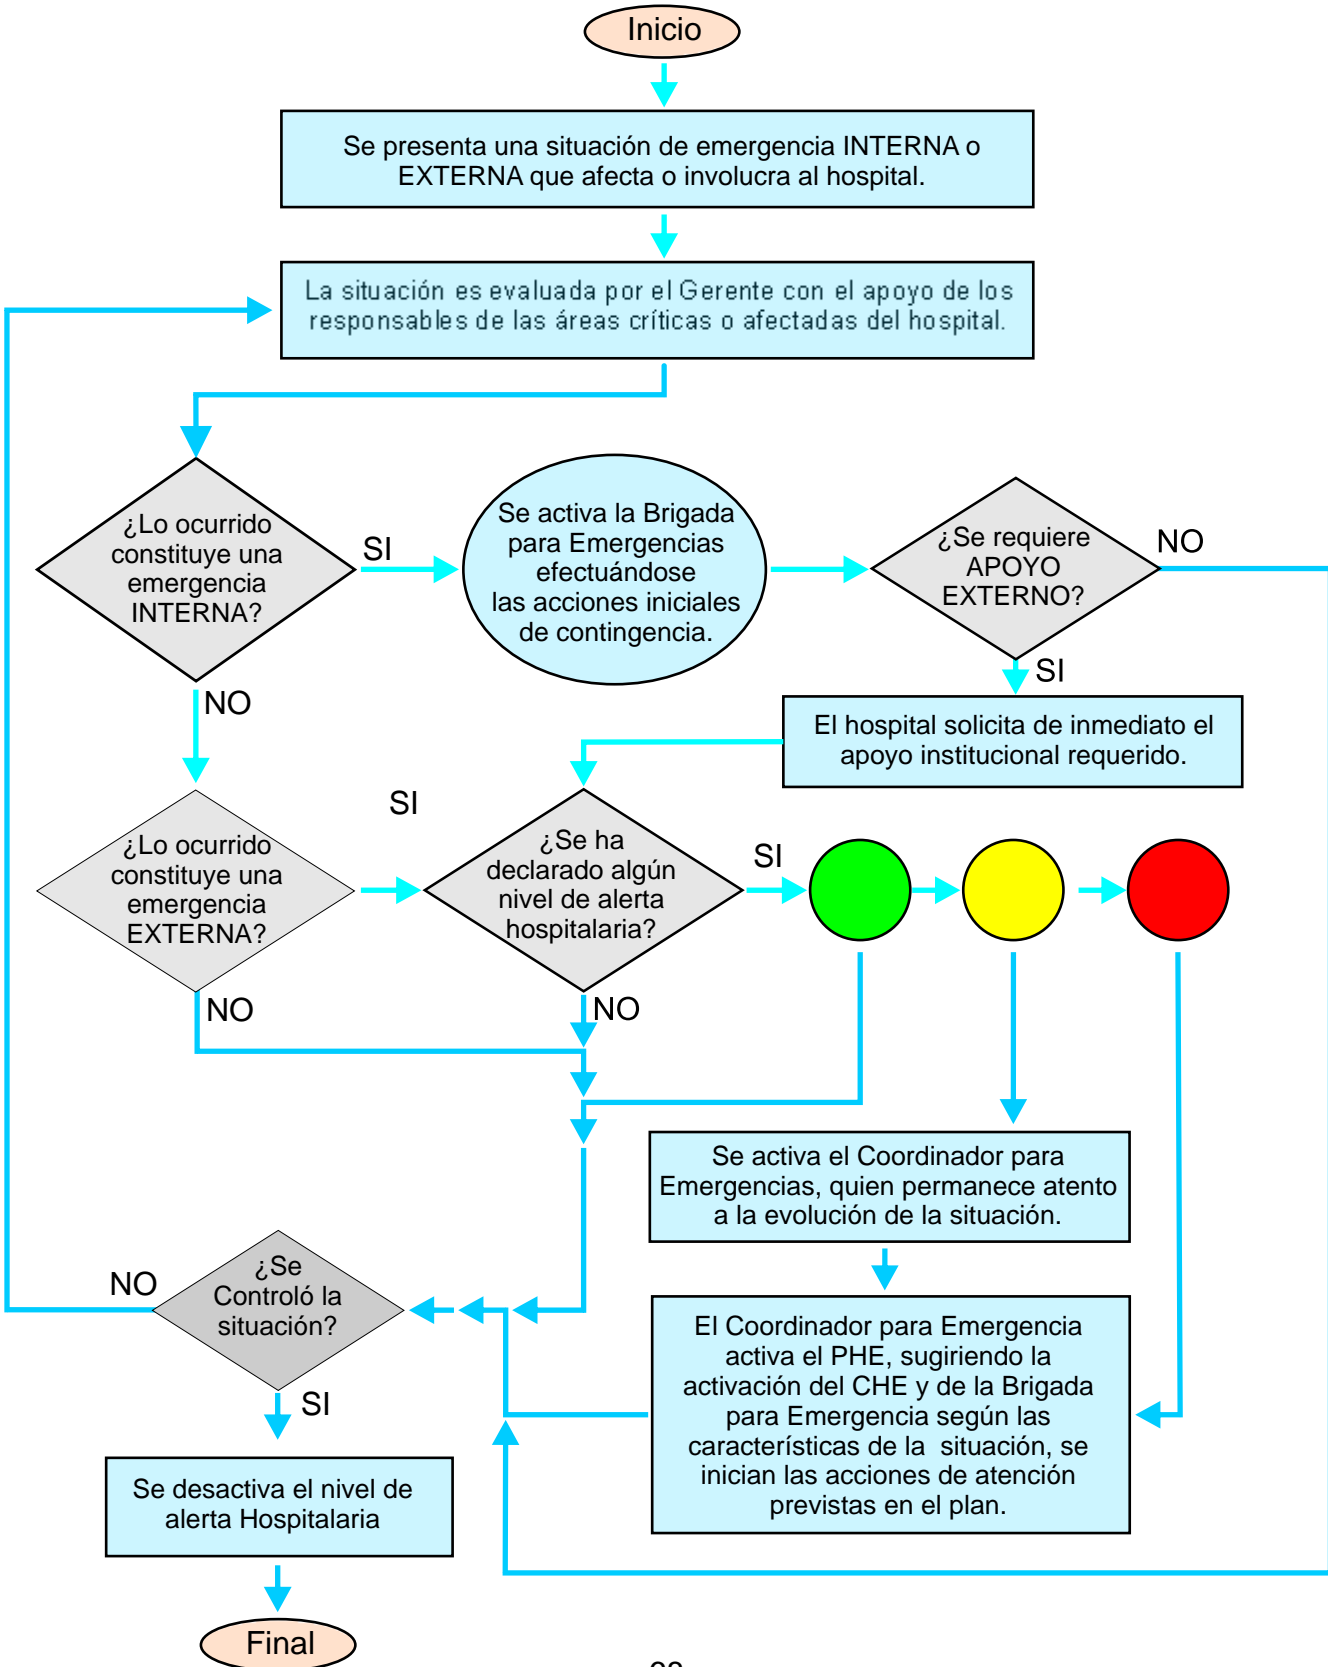 Inicio
Se presenta una situación de emergencia INTERNA o
EXTERNA que afecta o involucra al hospital.
La situación es evaluada por el Gerente con el apoyo de los
responsables de las áreas críticas o afectadas del hospital.
¿Lo ocurrido
constituye una
emergencia
INTERNA?
SI
Se activa la Brigada
para Emergencias
efectuándose
las acciones iniciales
de contingencia.
¿Se requiere
APOYO
EXTERNO?
NO
SI
NO
El hospital solicita de inmediato el
apoyo institucional requerido.
¿Lo ocurrido
constituye una
emergencia
EXTERNA?
SI
¿Se ha
declarado algún
nivel de alerta
hospitalaria?
SI
NO
NO
Se activa el Coordinador para
Emergencias, quien permanece atento
a la evolución de la situación.
¿Se
Controló la
situación?
NO
El Coordinador para Emergencia
activa el PHE, sugiriendo la
activación del CHE y de la Brigada
para Emergencia según las
características de la  situación, se
inician las acciones de atención
previstas en el plan.
SI
Se desactiva el nivel de
alerta Hospitalaria
Final